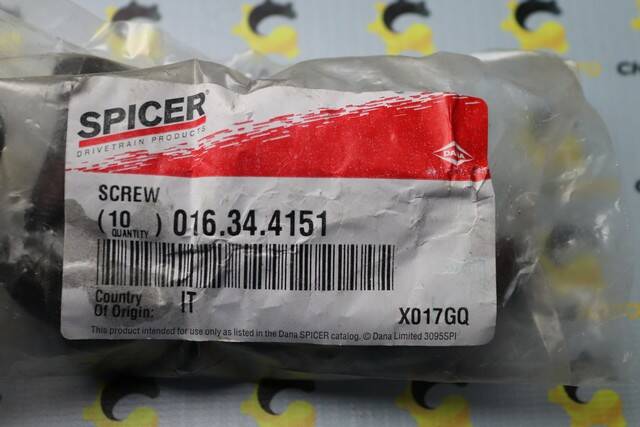 SPICER®
DRIVETRAIN PRODUCTS
DANA
SCREW
(10) 016.34.4151
QUANTITY
Country
Of Origin: IT
X017GQ
This product intended for use only as listed in the Dana SPICER catalog. © Dana Limited 3095SPI